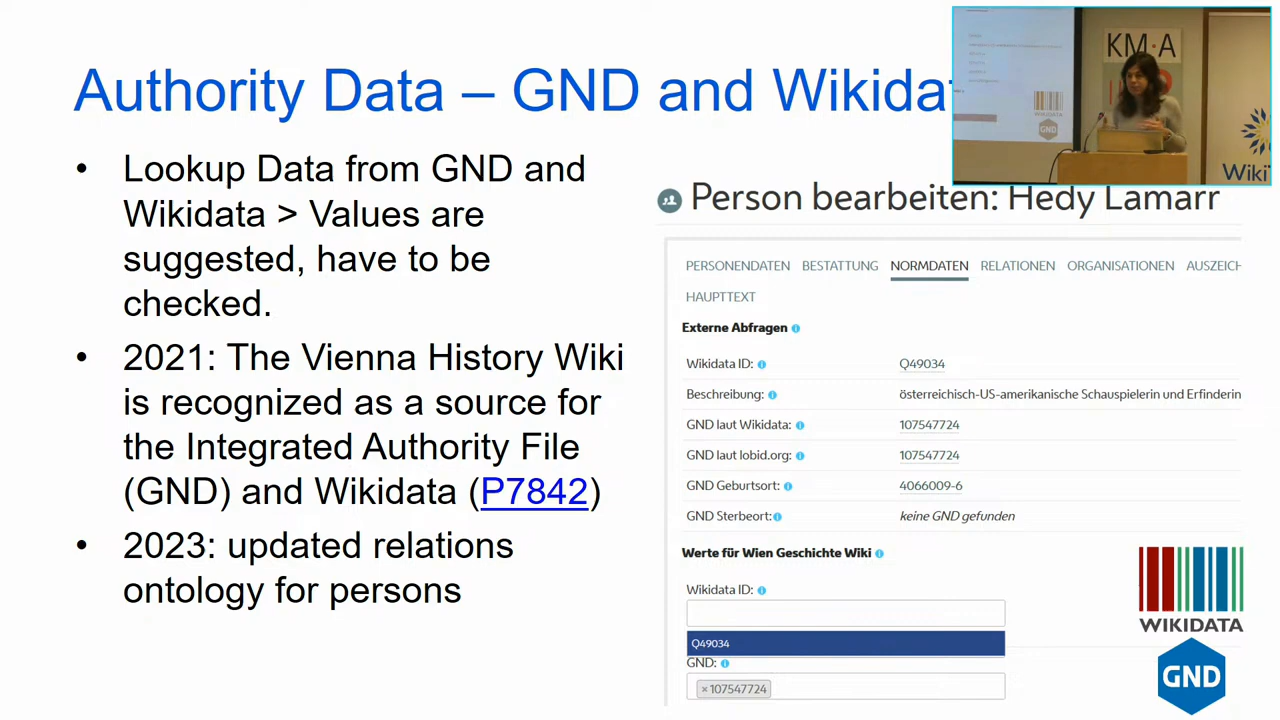 Authority Data – GND and Wikida
• Lookup Data from GND and
Wikidata > Values are
suggested, have to be
checked.
• 2021: The Vienna History Wiki
is recognized as a source for
the Integrated Authority File
(GND) and Wikidata (P7842)
• 2023: updated relations
ontology for persons
KM·A
WIKIDATA
GND
Wiki
Person bearbeiten: Hedy Lamarr
PERSONENDATEN BESTATTUNG NORMDATEN RELATIONEN ORGANISATIONEN AUSZEICH
HAUPTTEXT
Externe Abfragen
Wikidata ID: Q49034
Beschreibung: österreichisch-US-amerikanische Schauspielerin und Erfinderin
GND laut Wikidata: 107547724
GND laut lobid.org: 107547724
GND Geburtsort: 4066009-6
GND Sterbeort: keine GND gefunden
Werte für Wien Geschichte Wiki
Wikidata ID:
Q49034
GND:
×107547724
WIKIDATA
GND